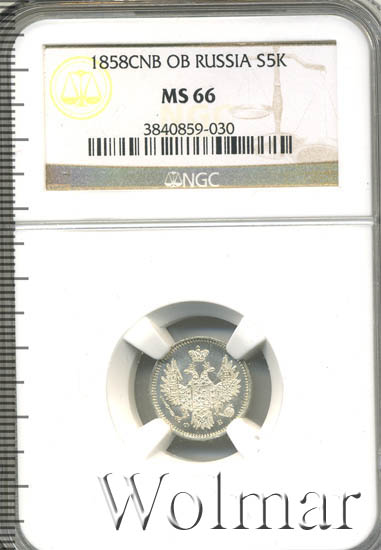 1858CNB OB RUSSIA S5K
MS 66
3840859-030
NGC
Wolmar